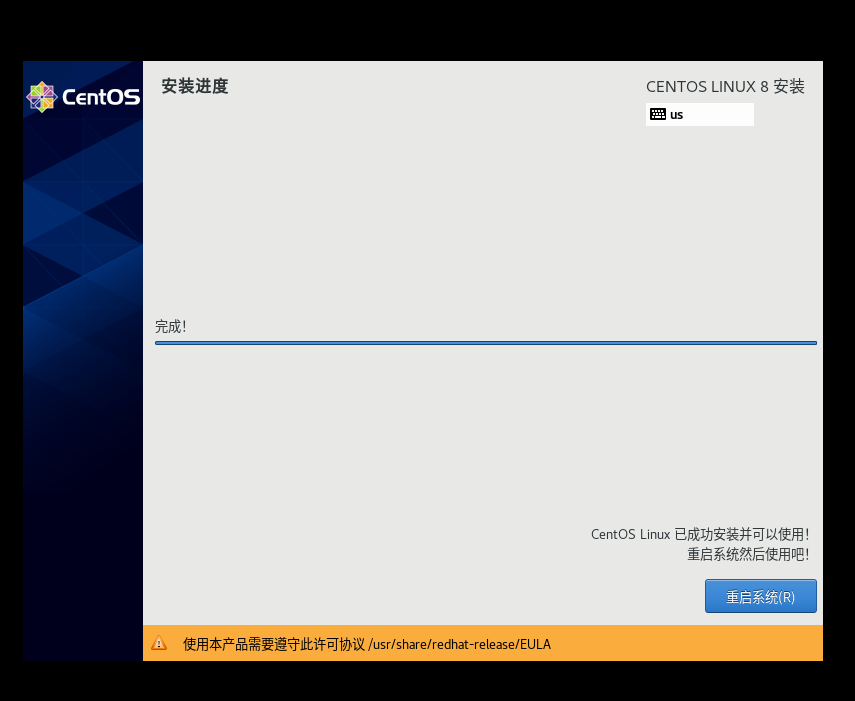 CentOS
安装进度
CENTOS LINUX 8 安装
us
完成！
CentOS Linux 已成功安装并可以使用！
重启系统然后使用吧！
重启系统(R)
使用本产品需要遵守此许可协议 /usr/share/redhat-release/EULA